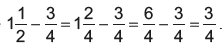 · 1 1/2 − 3/4 = 1 2/4 − 3/4 = 6/4 − 3/4 = 3/4.